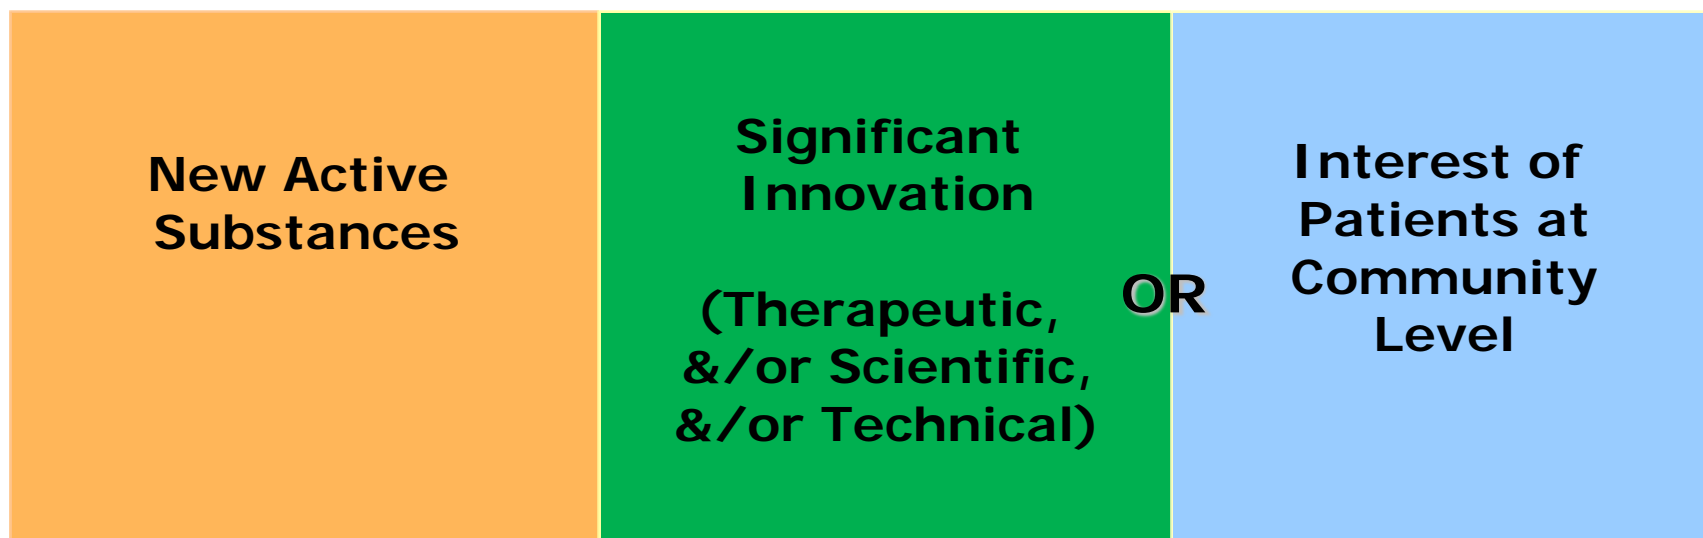 New Active
Substances
Significant
Innovation
(Therapeutic,
&/or Scientific,
&/or Technical)
OR
Interest of
Patients at
Community
Level